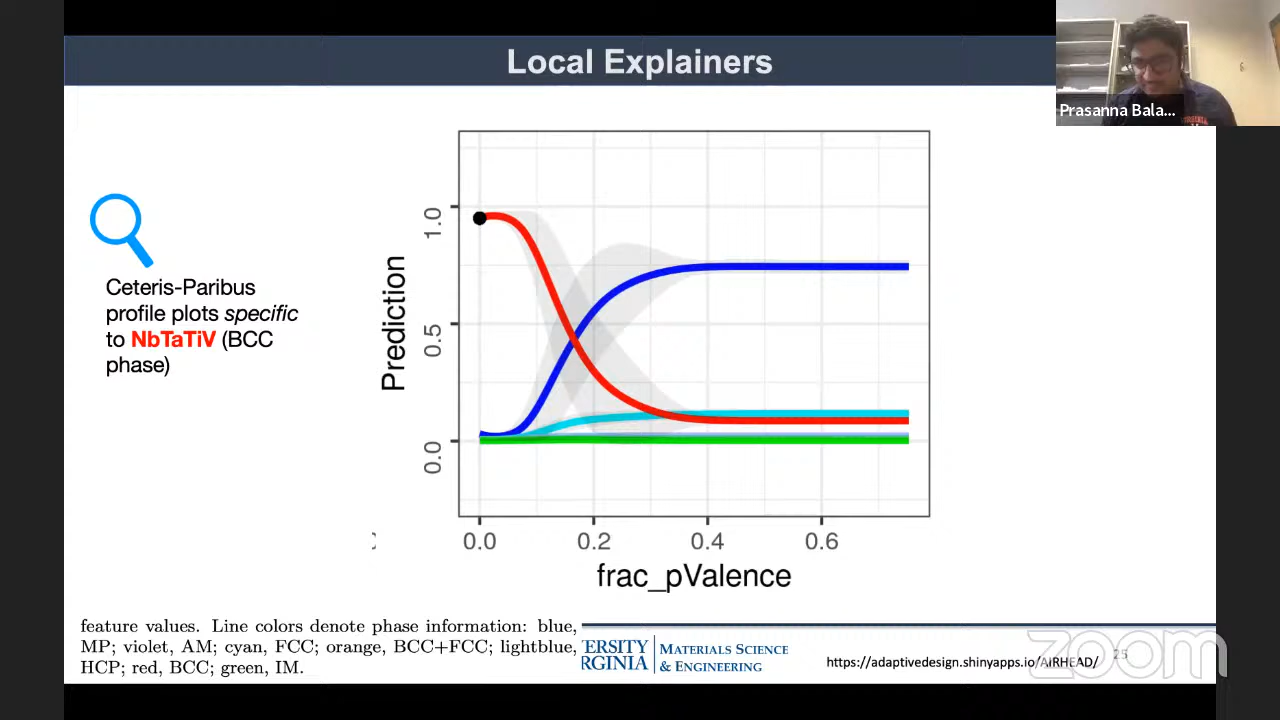 Local Explainers
Prasanna Bala...
Ceteris-Paribus
profile plots specific
to NbTaTiV (BCC
phase)
Prediction
1.0
0.5
0.0
0.0 0.2 0.4 0.6
frac_pValence
feature values. Line colors denote phase information: blue,
MP; violet, AM; cyan, FCC; orange, BCC+FCC; lightblue,
HCP; red, BCC; green, IM.
ERSITY
RGINIA
MATERIALS SCIENCE
& ENGINEERING
https://adaptivedesign.shinyapps.io/AIRHEAD/
25
zoom